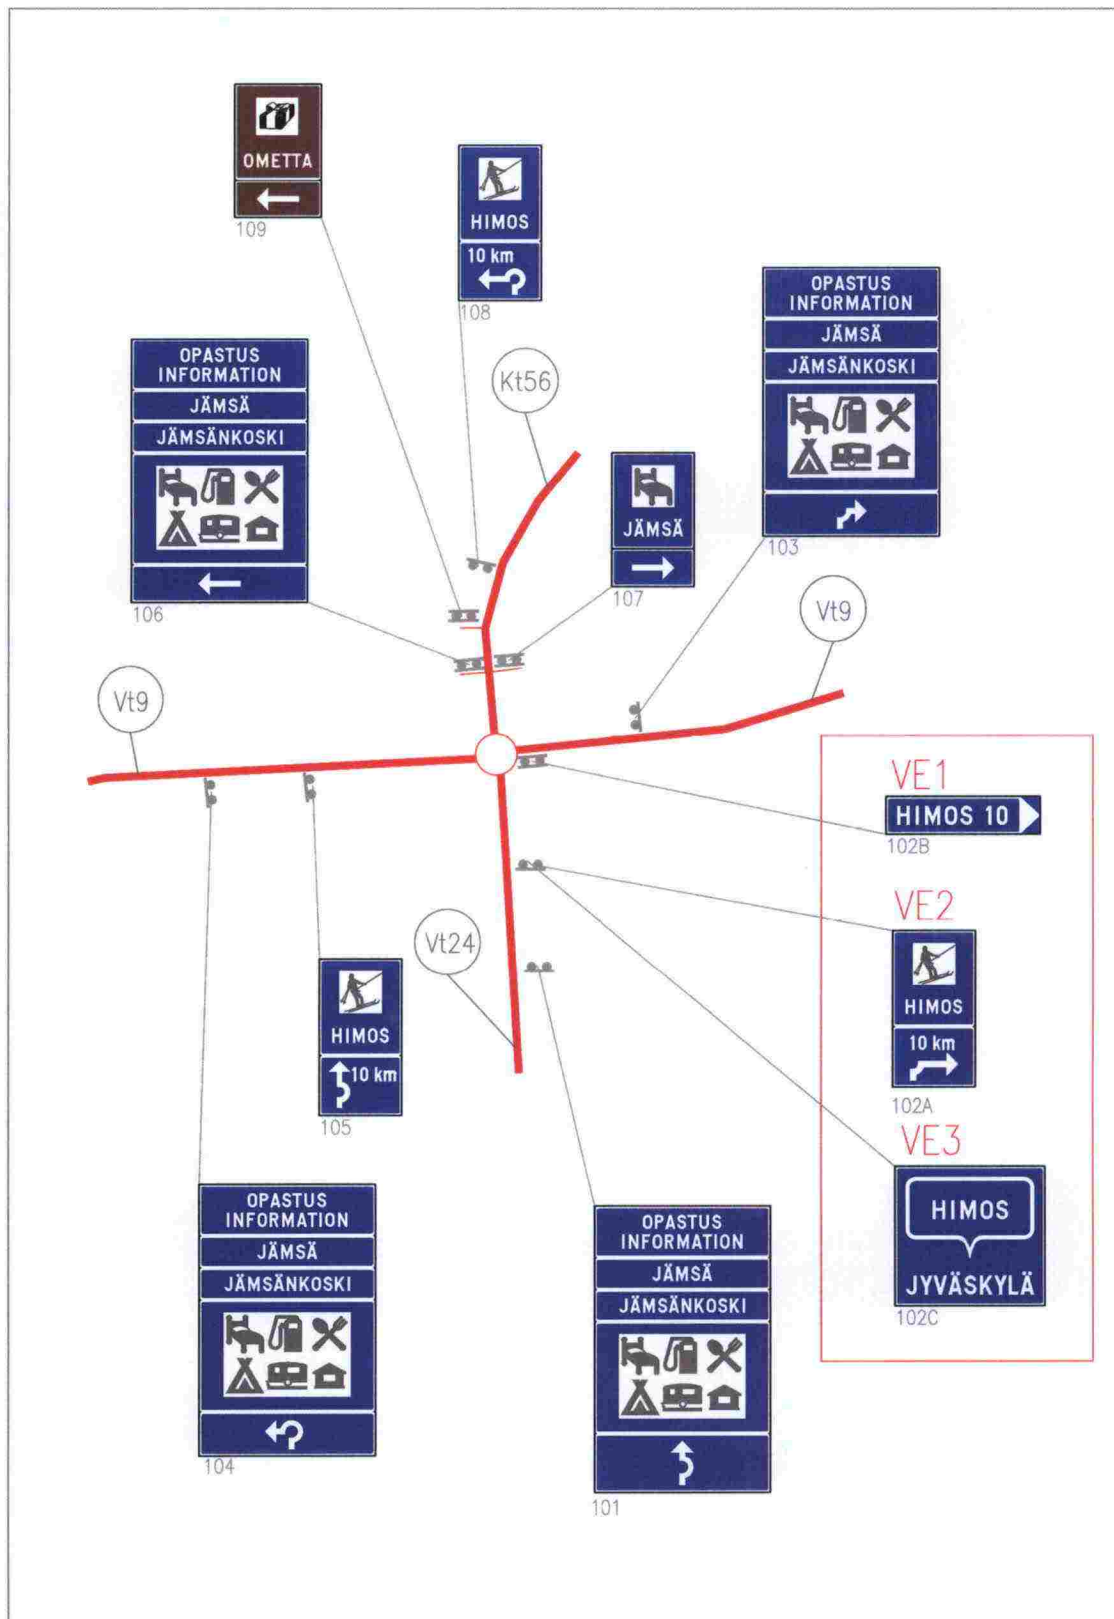 OMETTA
109
HIMOS
10 km
108
OPASTUS
INFORMATION
JÄMSÄ
JÄMSÄNKOSKI
103
OPASTUS
INFORMATION
JÄMSÄ
JÄMSÄNKOSKI
106
Kt56
JÄMSÄ
107
Vt9
Vt9
VE1
HIMOS 10
102B
VE2
HIMOS
10 km
102A
VE3
HIMOS
JYVÄSKYLÄ
102C
Vt24
HIMOS
10 km
105
OPASTUS
INFORMATION
JÄMSÄ
JÄMSÄNKOSKI
104
OPASTUS
INFORMATION
JÄMSÄ
JÄMSÄNKOSKI
101